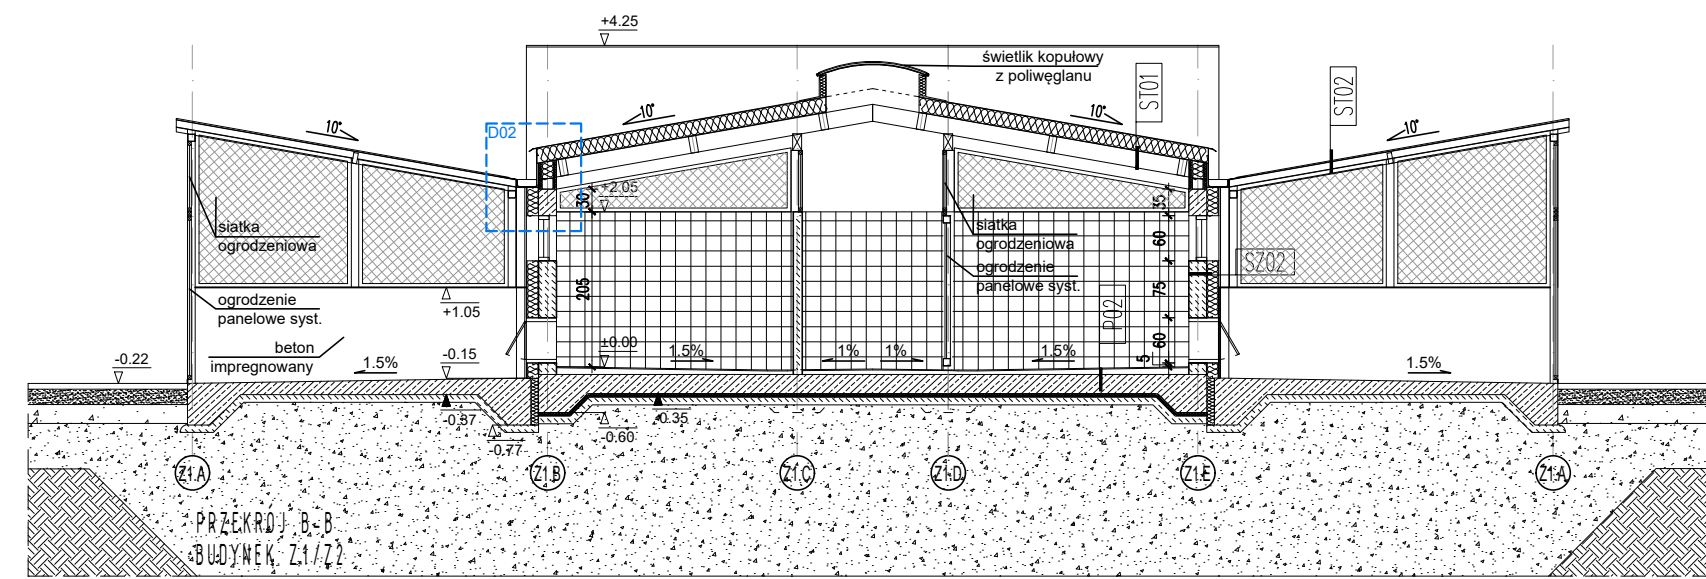 +4.25
świetlik kopułowy
z poliwęglanu
ST01
ST02
10°
10°
10°
10°
D02
+2.05
30
35
siatka
ogrodzeniowa
siatka
ogrodzeniowa
60
SZ02
ogrodzenie
panelowe syst.
ogrodzenie
panelowe syst.
205
75
+1.05
P02
beton
impregnowany
±0.00
60
5
-0.22
1.5%
-0.15
1.5%
1%
1%
1.5%
1.5%
-0.37
-0.35
-0.60
-0.77
Z1.A
Z1.B
Z1.C
Z1.D
Z1.E
Z1.A
PRZEKRÓJ B-B
BUDYNEK Z1/Z2